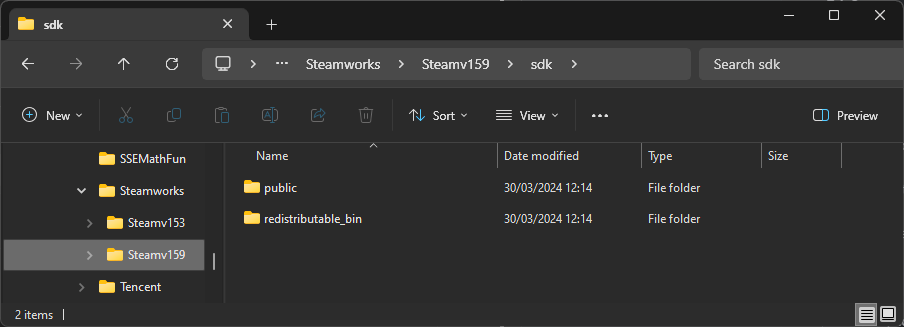 sdk
Steamworks Steamv159 sdk Search sdk
New Sort View Preview
Name Date modified Type Size
SSEMathFun
Steamworks
Steamv153
Steamv159
Tencent
public 30/03/2024 12:14 File folder
redistributable_bin 30/03/2024 12:14 File folder
2 items